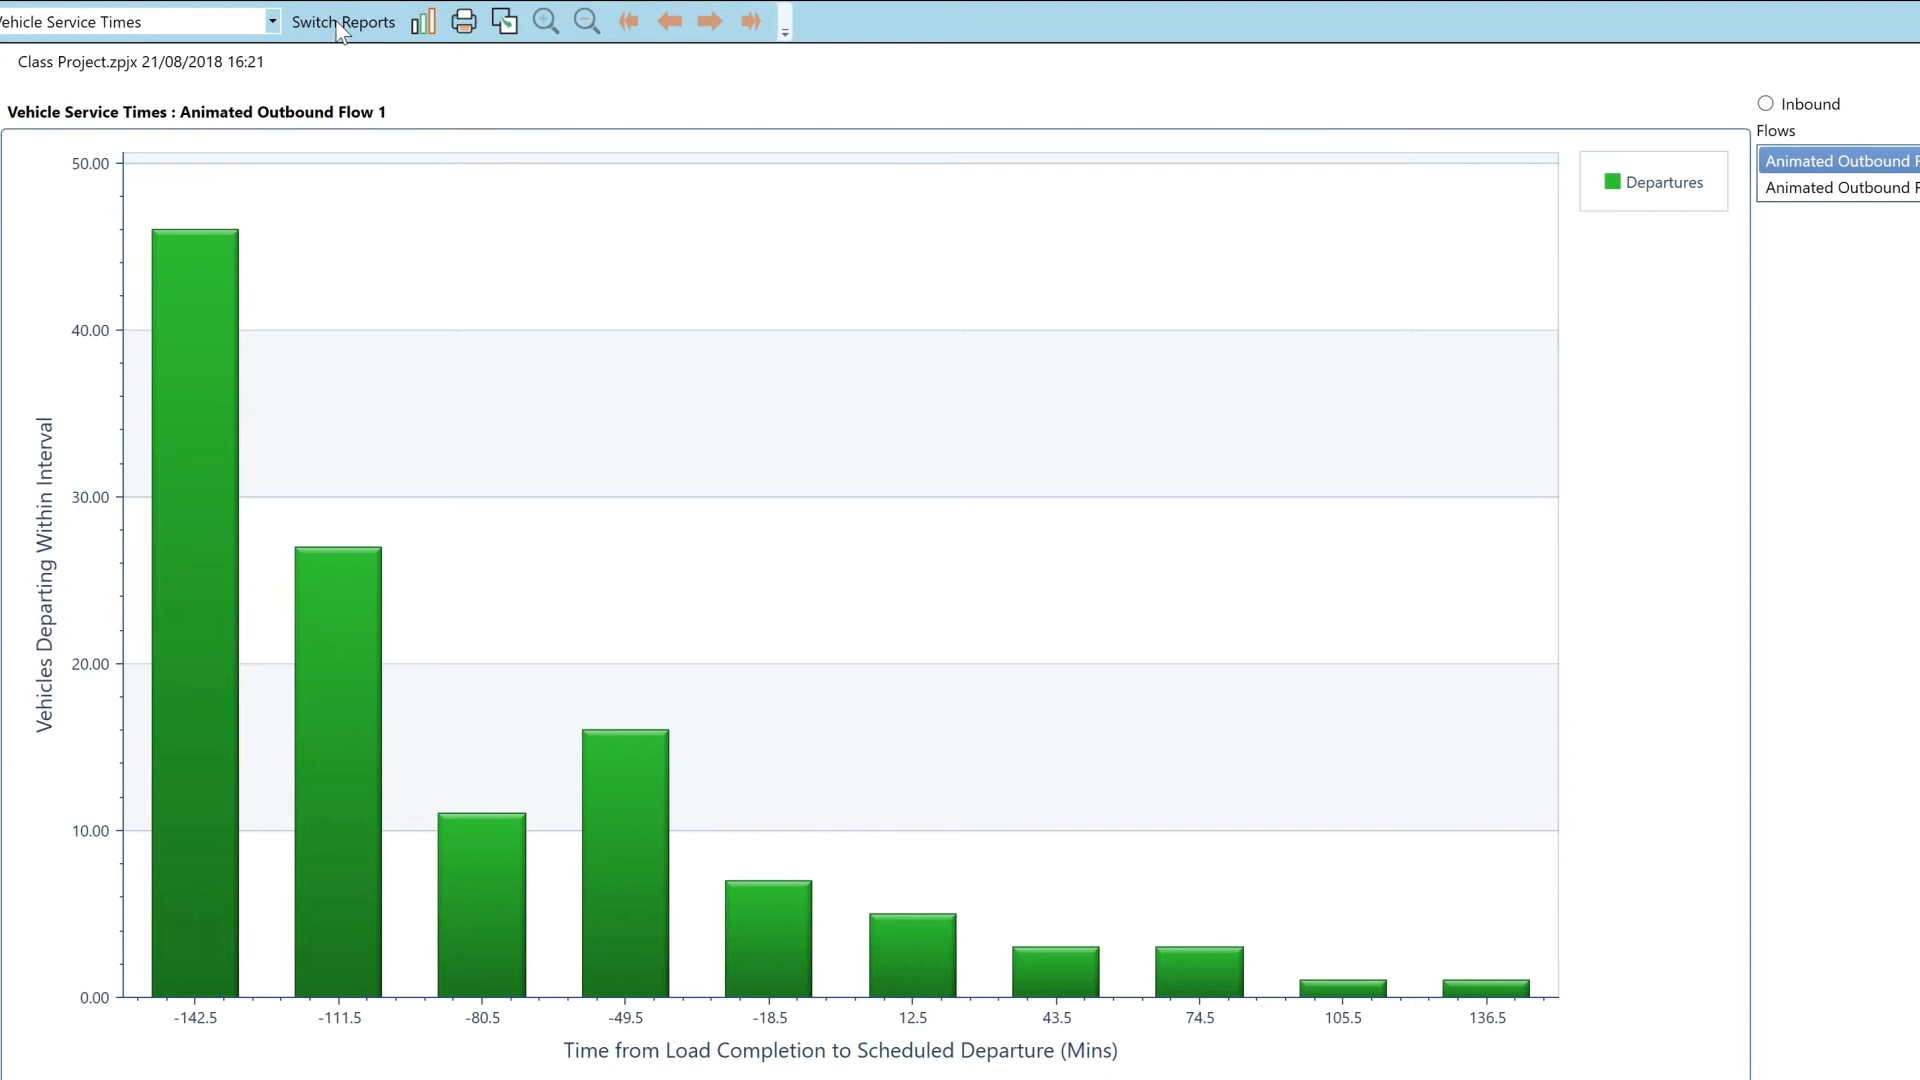 ehicle Service Times
Switch Reports
Class Project.zpjx 21/08/2018 16:21
Vehicle Service Times : Animated Outbound Flow 1
Inbound
Flows
Animated Outbound F
Animated Outbound F
Departures
50.00
40.00
30.00
20.00
10.00
0.00
Vehicles Departing Within Interval
-142.5 -111.5 -80.5 -49.5 -18.5 12.5 43.5 74.5 105.5 136.5
Time from Load Completion to Scheduled Departure (Mins)